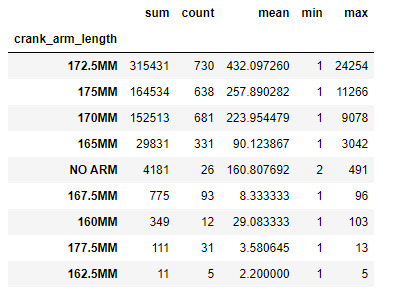 sum count mean min max
crank_arm_length
172.5MM 315431 730 432.097260 1 24254
175MM 164534 638 257.890282 1 11266
170MM 152513 681 223.954479 1 9078
165MM 29831 331 90.123867 1 3042
NO ARM 4181 26 160.807692 2 491
167.5MM 775 93 8.333333 1 96
160MM 349 12 29.083333 1 103
177.5MM 111 31 3.580645 1 13
162.5MM 11 5 2.200000 1 5